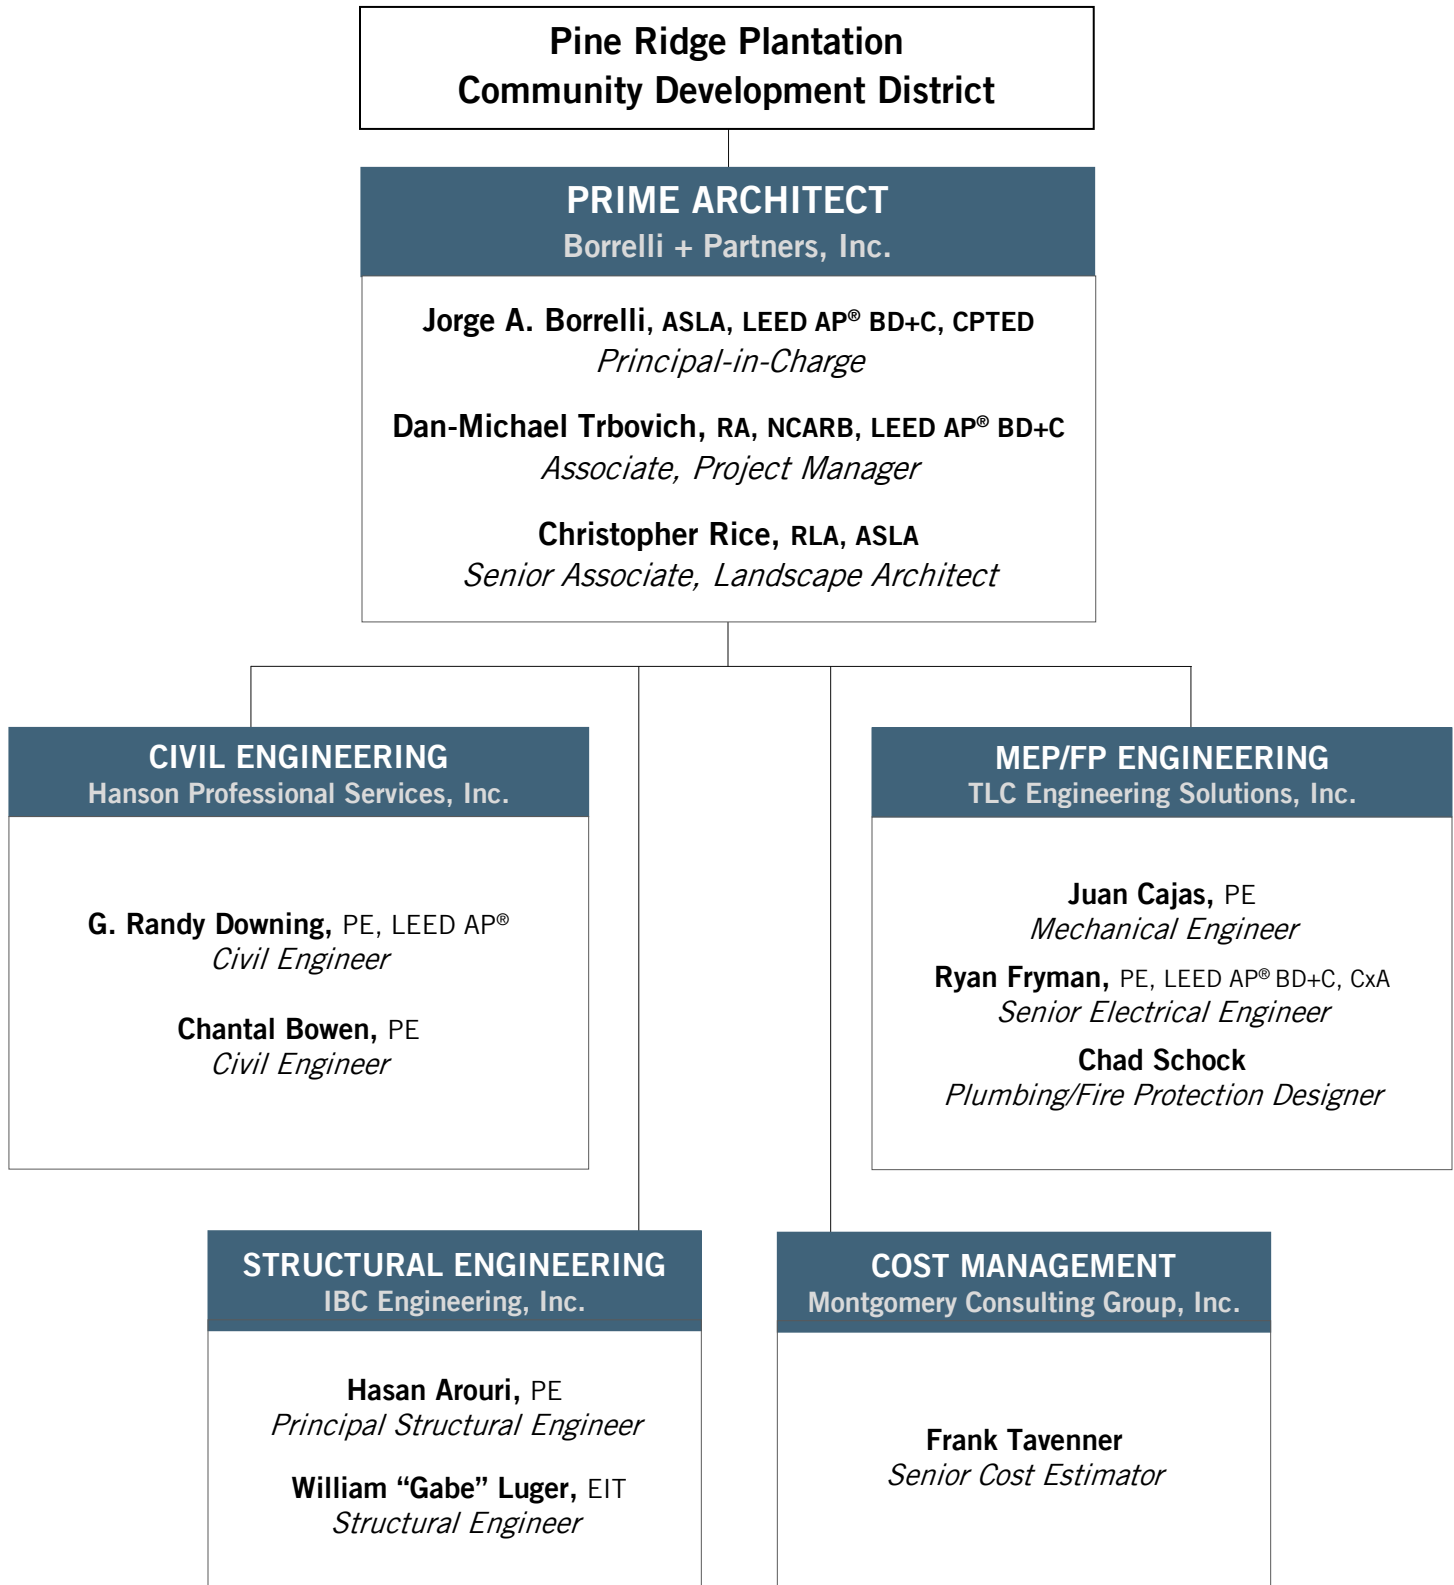 Pine Ridge Plantation
Community Development District
PRIME ARCHITECT
Borrelli + Partners, Inc.
Jorge A. Borrelli, ASLA, LEED AP® BD+C, CPTED
Principal-in-Charge
Dan-Michael Trbovich, RA, NCARB, LEED AP® BD+C
Associate, Project Manager
Christopher Rice, RLA, ASLA
Senior Associate, Landscape Architect
CIVIL ENGINEERING
Hanson Professional Services, Inc.
G. Randy Downing, PE, LEED AP®
Civil Engineer
Chantal Bowen, PE
Civil Engineer
MEP/FP ENGINEERING
TLC Engineering Solutions, Inc.
Juan Cajas, PE
Mechanical Engineer
Ryan Fryman, PE, LEED AP® BD+C, CxA
Senior Electrical Engineer
Chad Schock
Plumbing/Fire Protection Designer
STRUCTURAL ENGINEERING
IBC Engineering, Inc.
Hasan Arouri, PE
Principal Structural Engineer
William “Gabe” Luger, EIT
Structural Engineer
COST MANAGEMENT
Montgomery Consulting Group, Inc.
Frank Tavenner
Senior Cost Estimator